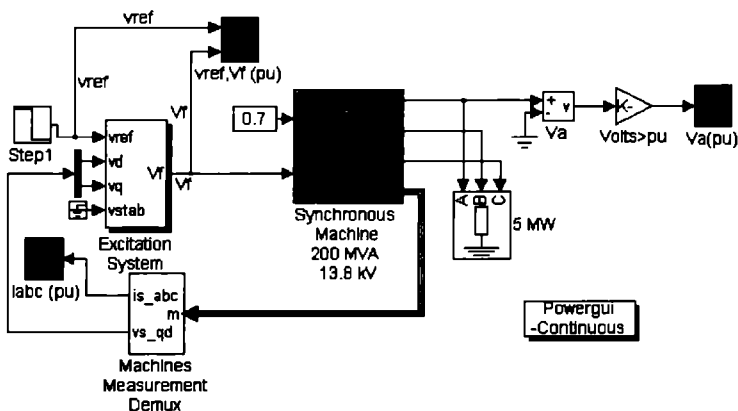 vref
vref
vref,Vf (pu)
Step1
vref
vd
vq
vstab
Vf
Vf
Vf
Excitation
System
0.7
Synchronous
Machine
200 MVA
13.8 kV
+
-
v
Va
K-
Volts>pu
Va(pu)
A
B
C
5 MW
Iabc (pu)
is_abc
m
vs_qd
Machines
Measurement
Demux
Powergui
-Continuous